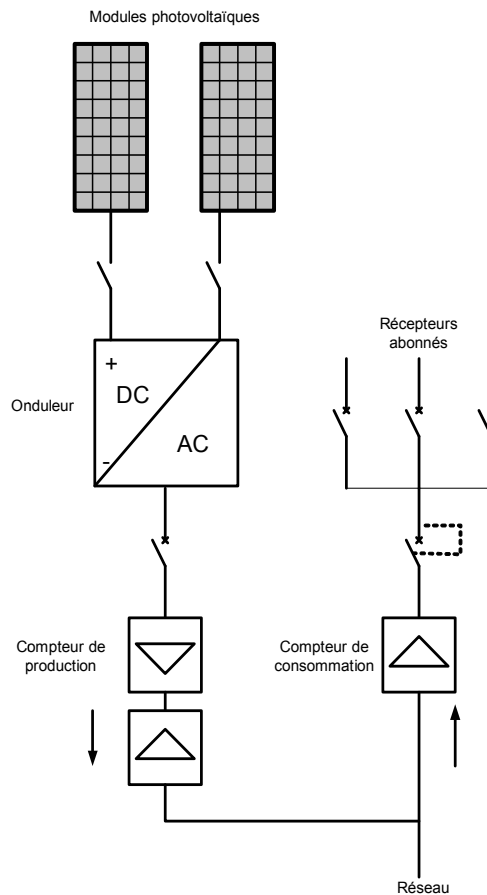 Modules photovoltaïques
Récepteurs
abonnés
+
DC
Onduleur
AC
-
Compteur de
production
Compteur de
consommation
Réseau